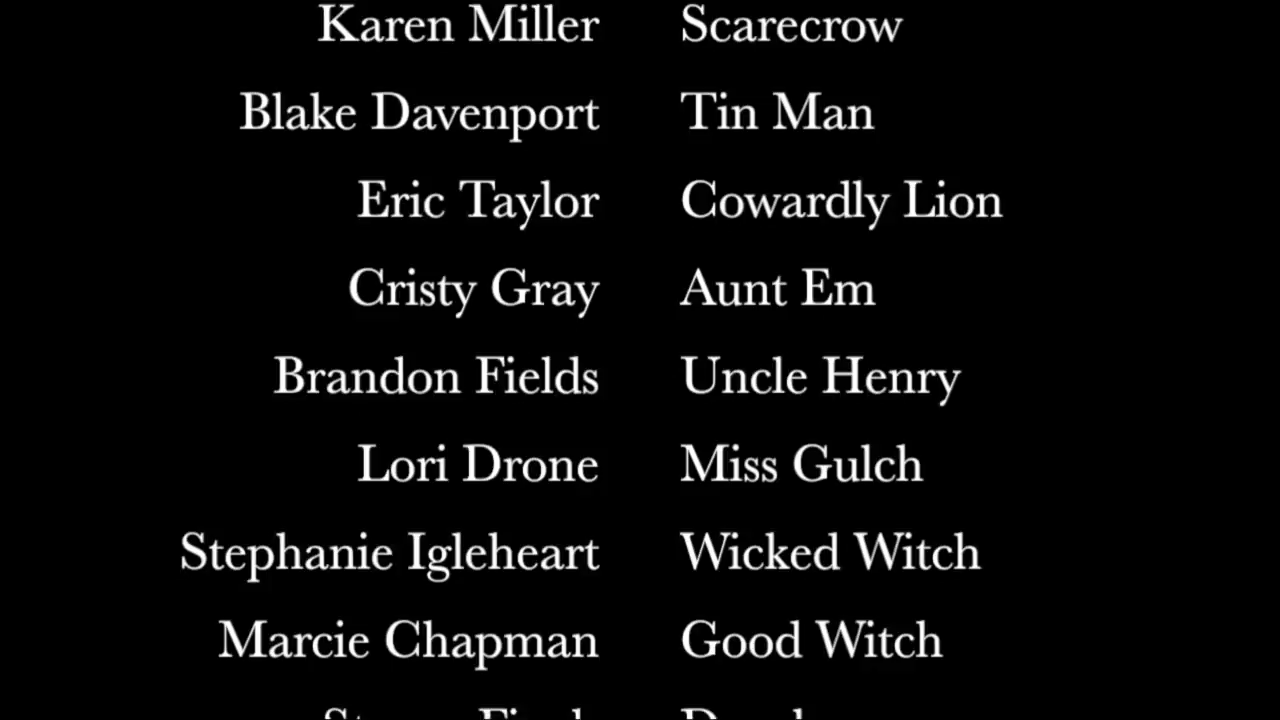 Karen Miller Scarecrow
Blake Davenport Tin Man
Eric Taylor Cowardly Lion
Cristy Gray Aunt Em
Brandon Fields Uncle Henry
Lori Drone Miss Gulch
Stephanie Igleheart Wicked Witch
Marcie Chapman Good Witch